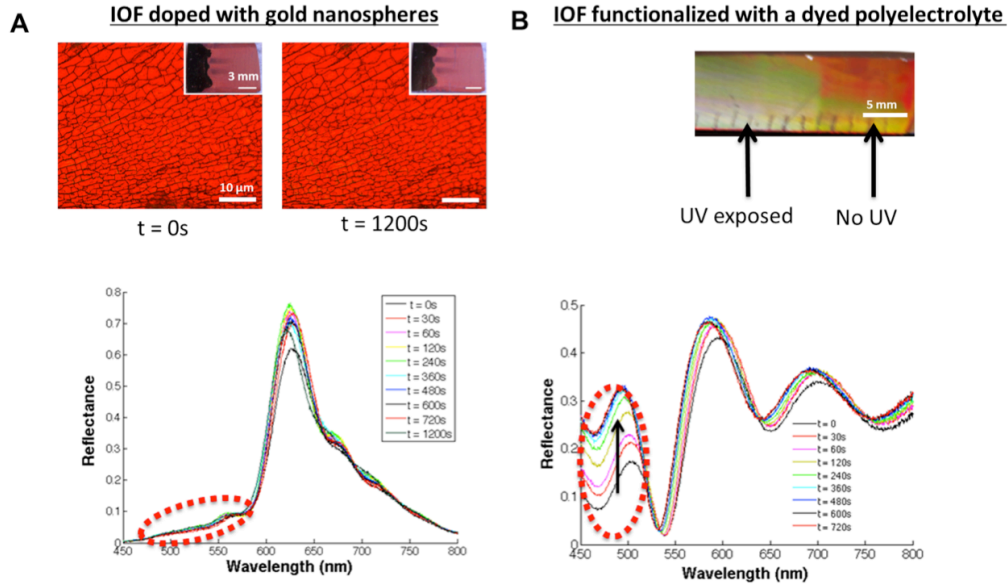 A
IOF doped with gold nanospheres
3 mm
10 µm
t = 0s
t = 1200s
0.8
0.7
0.6
0.5
0.4
0.3
0.2
0.1
0
Reflectance
450 500 550 600 650 700 750 800
Wavelength (nm)
t = 0s
t = 30s
t = 60s
t = 120s
t = 240s
t = 360s
t = 480s
t = 600s
t = 720s
t = 1200s
B
IOF functionalized with a dyed polyelectrolyte
5 mm
UV exposed No UV
0.5
0.4
0.3
0.2
0.1
0
Reflectance
450 500 550 600 650 700 750 800
Wavelength (nm)
t = 0
t = 30s
t = 60s
t = 120s
t = 240s
t = 360s
t = 480s
t = 600s
t = 720s